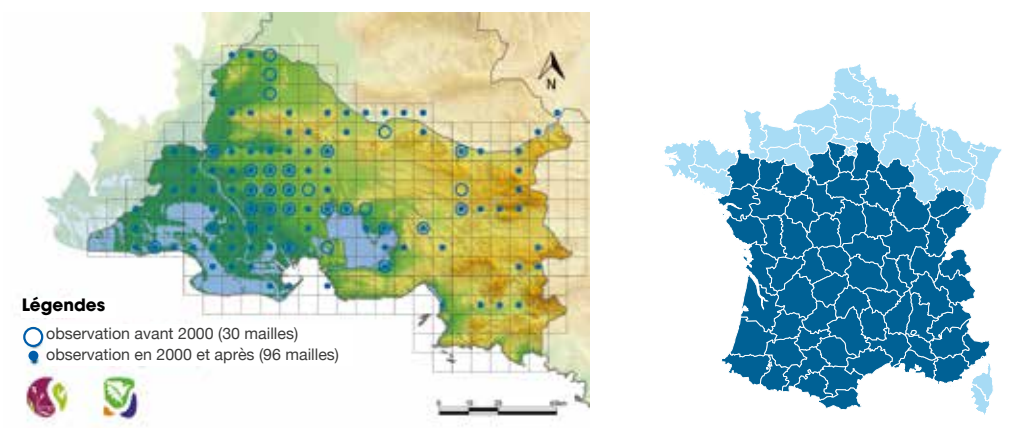 N
Légendes
observation avant 2000 (30 mailles)
observation en 2000 et après (96 mailles)